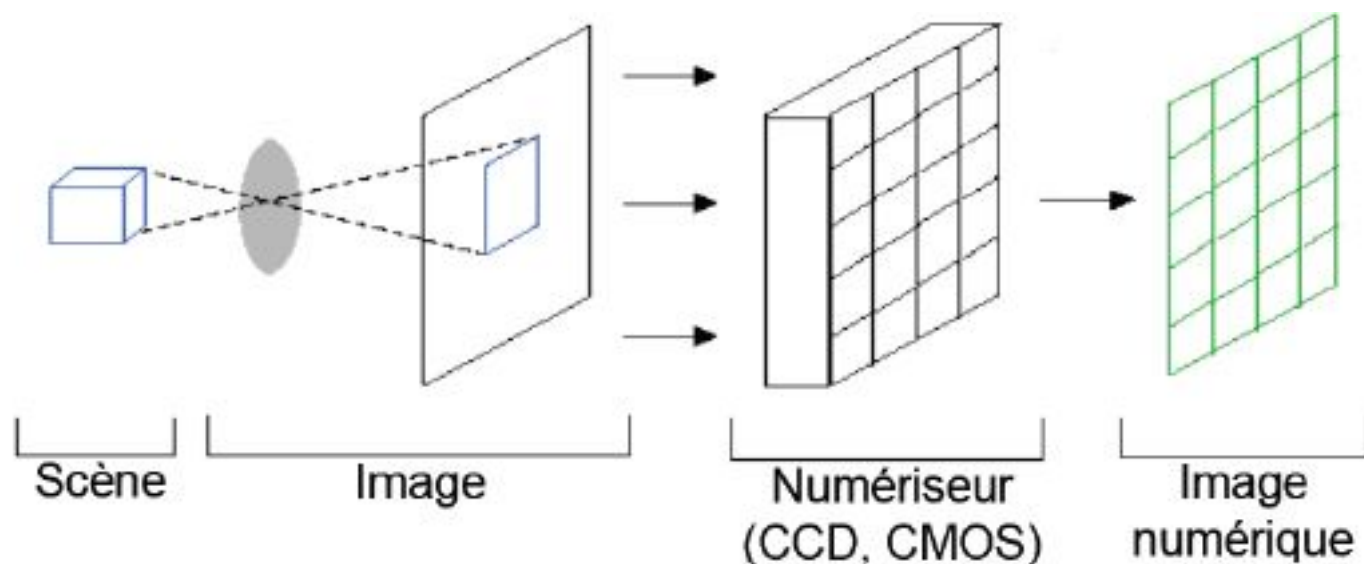 Scène
Image
Numériseur
(CCD, CMOS)
Image
numérique